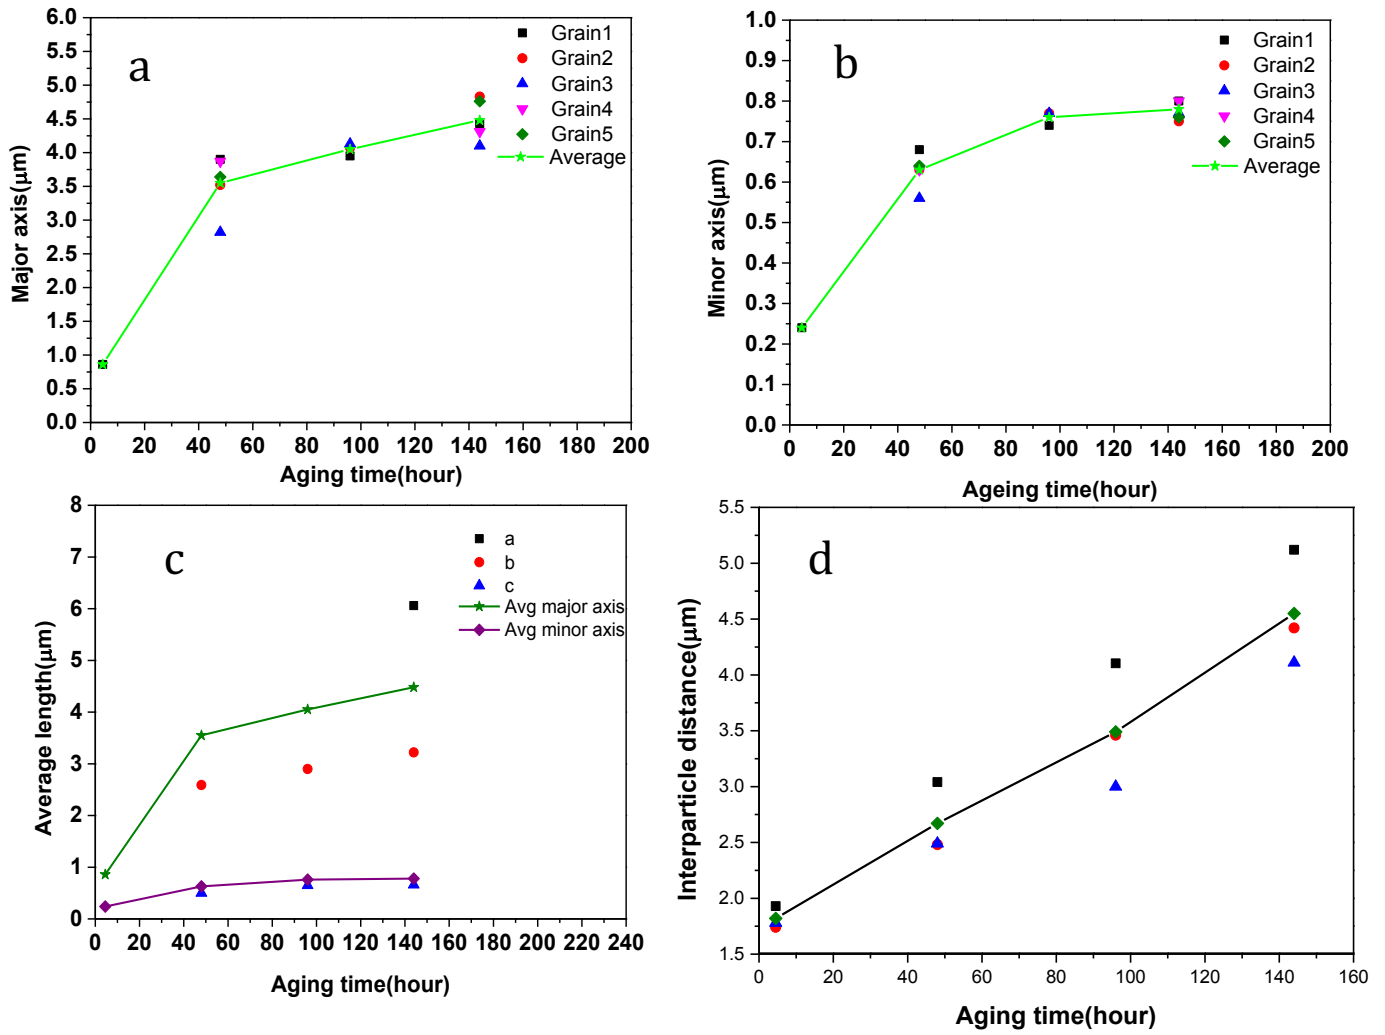 a
Major axis(μm)
6.0
5.5
5.0
4.5
4.0
3.5
3.0
2.5
2.0
1.5
1.0
0.5
0.0
0 20 40 60 80 100 120 140 160 180 200
Aging time(hour)
Grain1
Grain2
Grain3
Grain4
Grain5
Average
b
Minor axis(μm)
1.0
0.9
0.8
0.7
0.6
0.5
0.4
0.3
0.2
0.1
0.0
0 20 40 60 80 100 120 140 160 180 200
Ageing time(hour)
Grain1
Grain2
Grain3
Grain4
Grain5
Average
c
Average length(μm)
8
7
6
5
4
3
2
1
0
0 20 40 60 80 100 120 140 160 180 200 220 240
Aging time(hour)
a
b
c
Avg major axis
Avg minor axis
d
Interparticle distance(μm)
5.5
5.0
4.5
4.0
3.5
3.0
2.5
2.0
1.5
0 20 40 60 80 100 120 140 160
Aging time(hour)